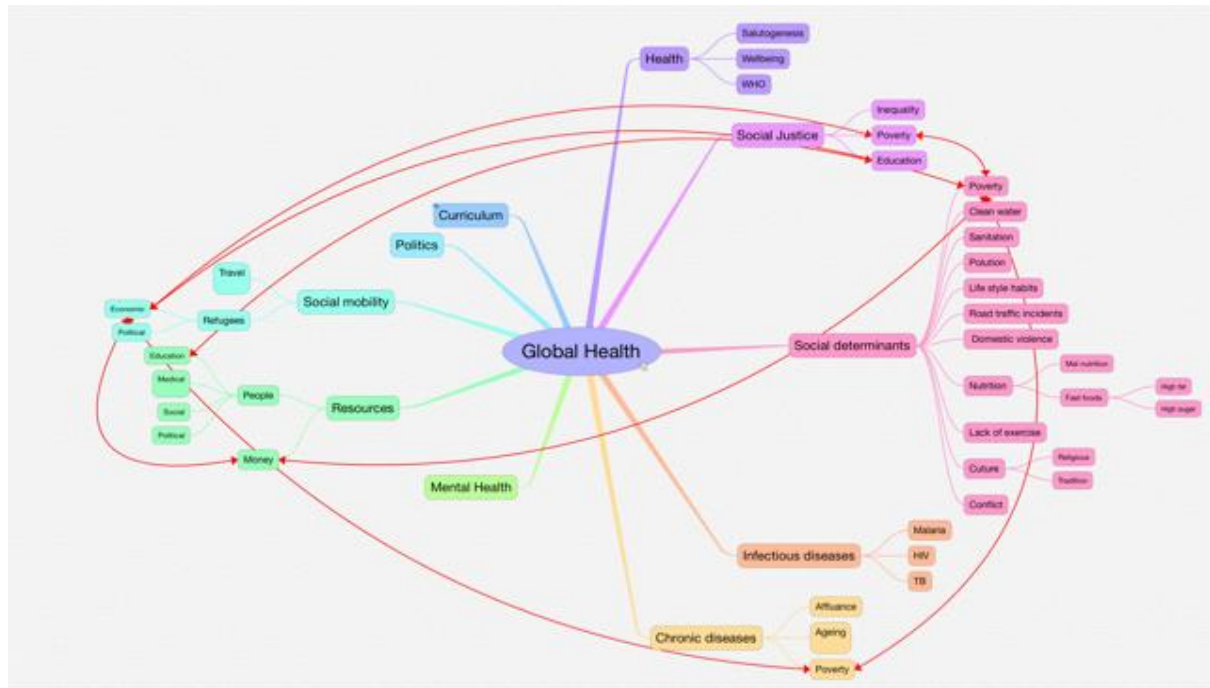 Global Health
Health
Salutogenesis
Wellbeing
WHO
Social Justice
Inequality
Poverty
Education
Social determinants
Poverty
Clean water
Sanitation
Polution
Life style habits
Road traffic incidents
Domestic violence
Nutrition
Mal nutrition
Fast foods
High fat
High sugar
Lack of exercise
Cuture
Religious
Tradition
Conflict
Infectious diseases
Malaria
HIV
TB
Chronic diseases
Affluance
Ageing
Poverty
Mental Health
Resources
People
Education
Medical
Social
Political
Money
Social mobility
Travel
Refugees
Economic
Political
Politics
Curriculum